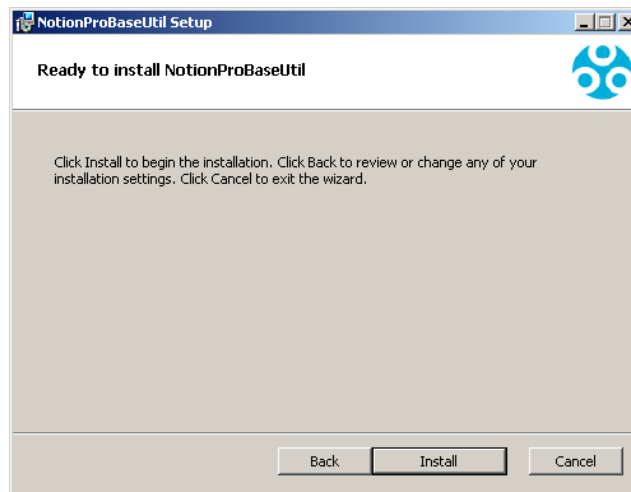 NotionProBaseUtil Setup
Ready to install NotionProBaseUtil
Click Install to begin the installation. Click Back to review or change any of your
installation settings. Click Cancel to exit the wizard.
Back Install Cancel